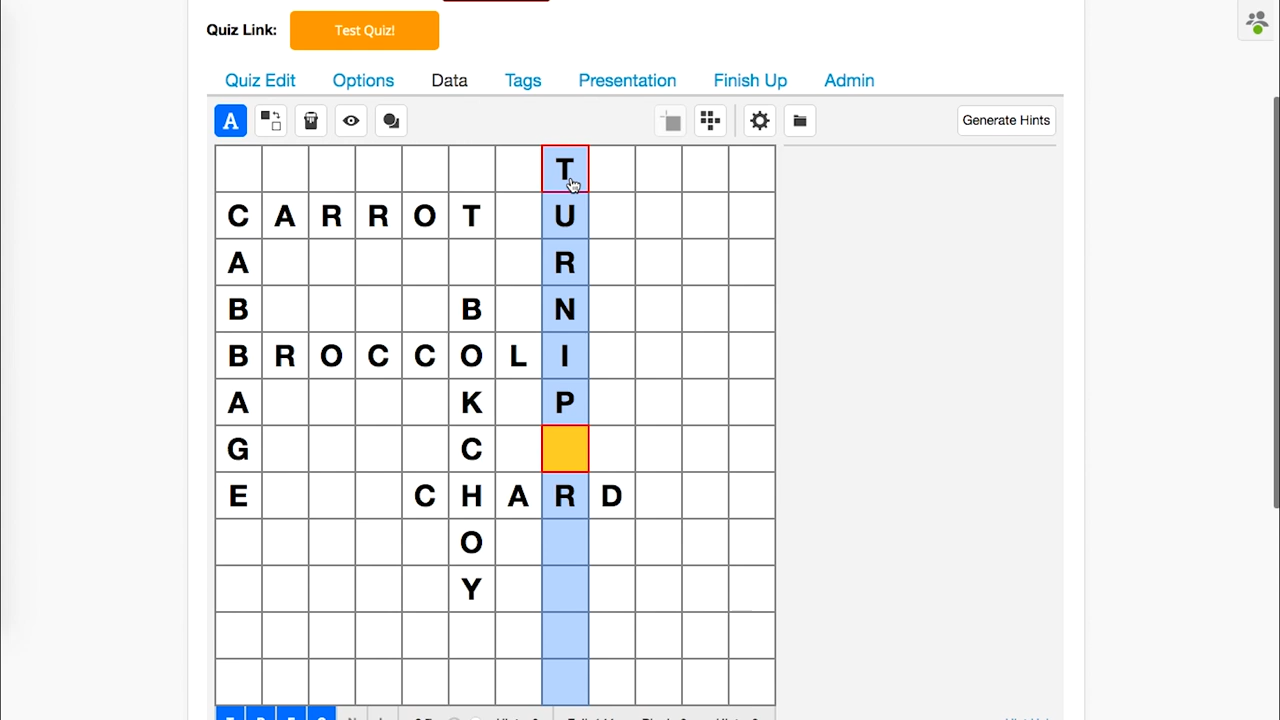 Quiz Link: Test Quiz!
Quiz Edit Options Data Tags Presentation Finish Up Admin
A Generate Hints
T
C A R R O T U
A R
B B N
B R O C C O L I
A K P
G C
E C H A R D
O
Y